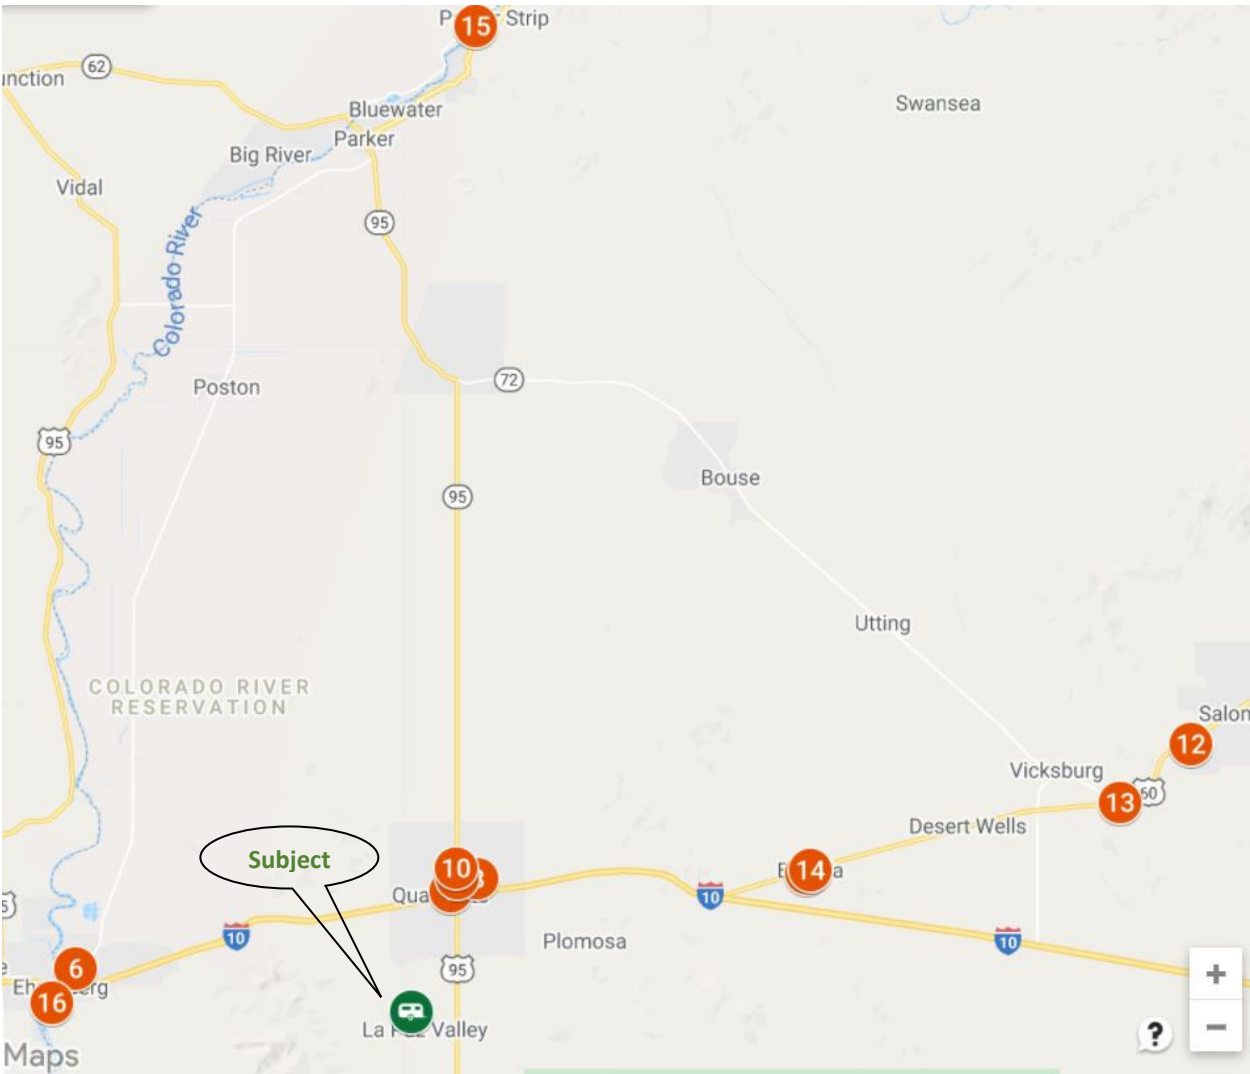 Strip
15
62
Bluewater
Swansea
Parker
Big River
Vidal
95
Colorado River
72
Poston
95
Bouse
95
Utting
COLORADO RIVER
RESERVATION
Salon
12
Vicksburg
60
13
Desert Wells
Subject
10
14
10
10
Plomosa
10
95
6
16
La
Valley
Maps
?
+
−